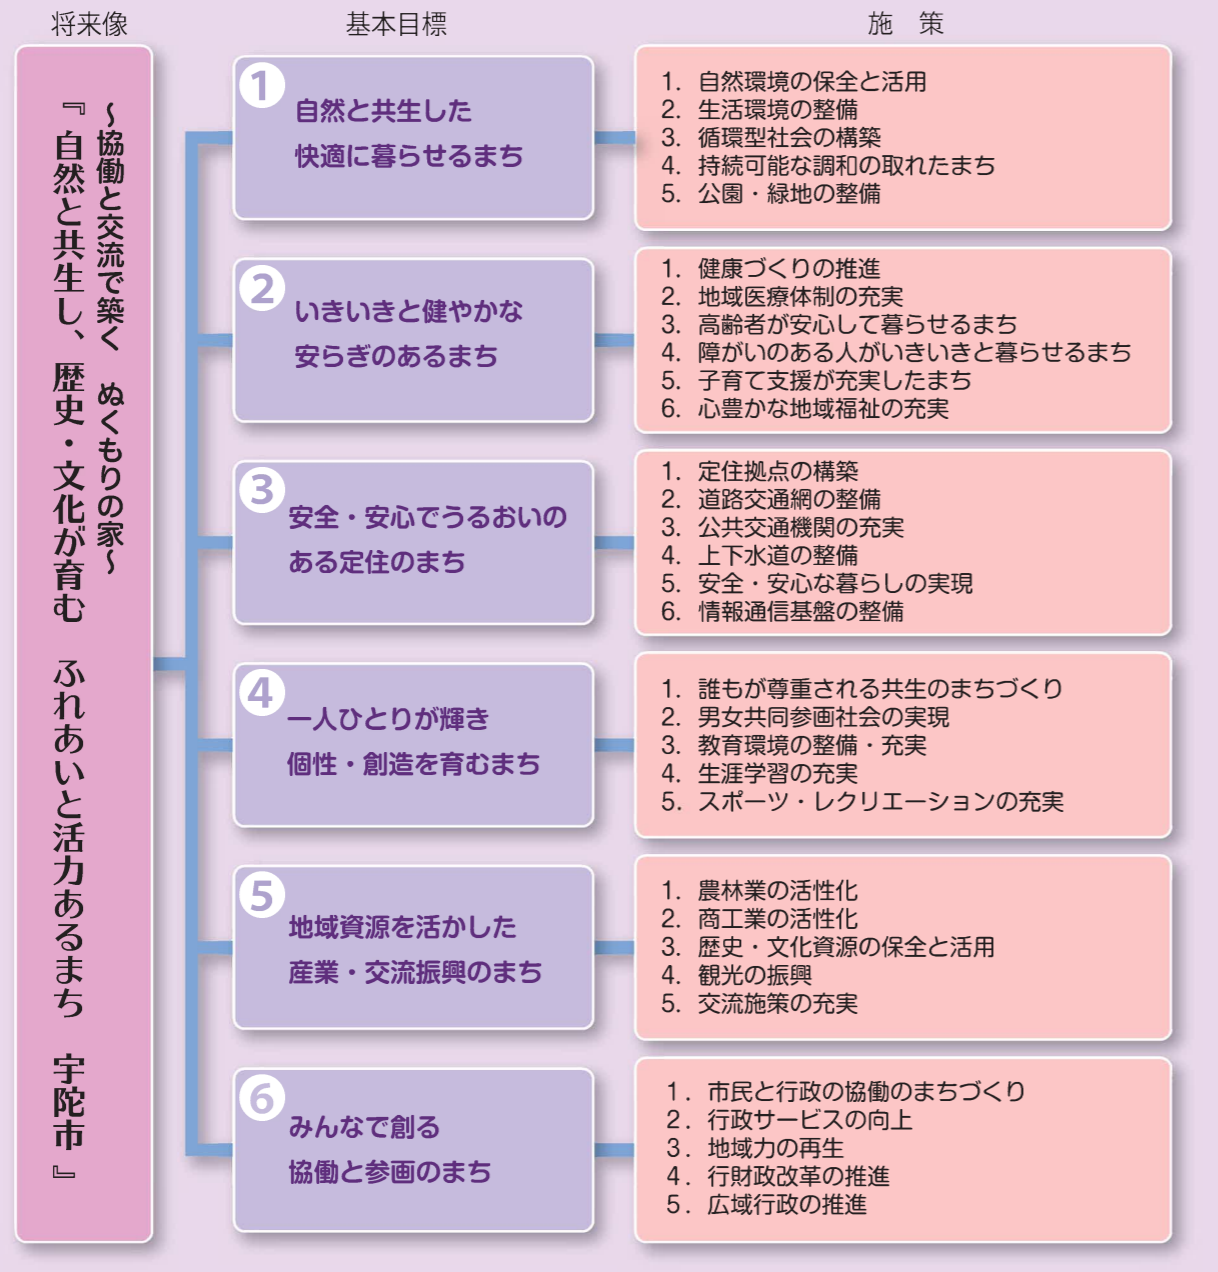 将来像
基本目標
施　策
～協働と交流で築く　ぬくもりの家～
『自然と共生し、歴史・文化が育む　ふれあいと活力あるまち　宇陀市』
1
自然と共生した
快適に暮らせるまち
1. 自然環境の保全と活用
2. 生活環境の整備
3. 循環型社会の構築
4. 持続可能な調和の取れたまち
5. 公園・緑地の整備
2
いきいきと健やかな
安らぎのあるまち
1. 健康づくりの推進
2. 地域医療体制の充実
3. 高齢者が安心して暮らせるまち
4. 障がいのある人がいきいきと暮らせるまち
5. 子育て支援が充実したまち
6. 心豊かな地域福祉の充実
3
安全・安心でうるおいの
ある定住のまち
1. 定住拠点の構築
2. 道路交通網の整備
3. 公共交通機関の充実
4. 上下水道の整備
5. 安全・安心な暮らしの実現
6. 情報通信基盤の整備
4
一人ひとりが輝き
個性・創造を育むまち
1. 誰もが尊重される共生のまちづくり
2. 男女共同参画社会の実現
3. 教育環境の整備・充実
4. 生涯学習の充実
5. スポーツ・レクリエーションの充実
5
地域資源を活かした
産業・交流振興のまち
1. 農林業の活性化
2. 商工業の活性化
3. 歴史・文化資源の保全と活用
4. 観光の振興
5. 交流施策の充実
6
みんなで創る
協働と参画のまち
1. 市民と行政の協働のまちづくり
2. 行政サービスの向上
3. 地域力の再生
4. 行財政改革の推進
5. 広域行政の推進